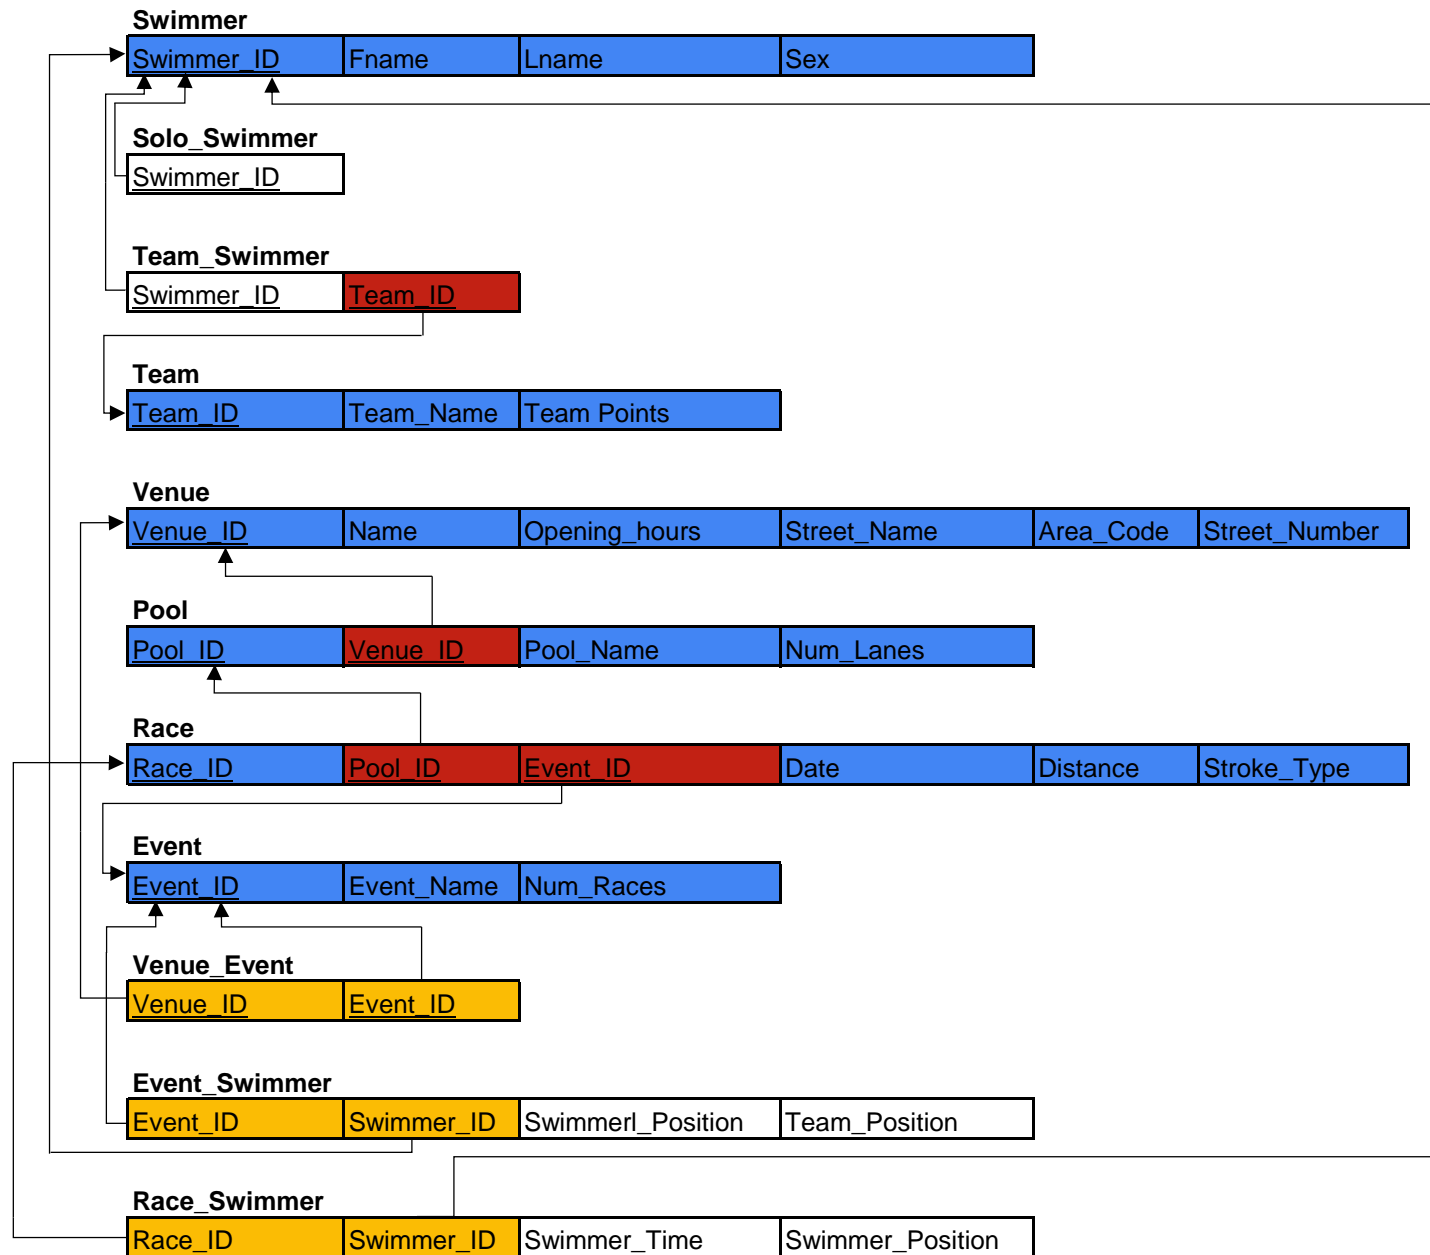 Swimmer
Swimmer_ID Fname Lname Sex
Solo_Swimmer
Swimmer_ID
Team_Swimmer
Swimmer_ID Team_ID
Team
Team_ID Team_Name Team Points
Venue
Venue_ID Name Opening_hours Street_Name Area_Code Street_Number
Pool
Pool_ID Venue_ID Pool_Name Num_Lanes
Race
Race_ID Pool_ID Event_ID Date Distance Stroke_Type
Event
Event_ID Event_Name Num_Races
Venue_Event
Venue_ID Event_ID
Event_Swimmer
Event_ID Swimmer_ID Swimmerl_Position Team_Position
Race_Swimmer
Race_ID Swimmer_ID Swimmer_Time Swimmer_Position